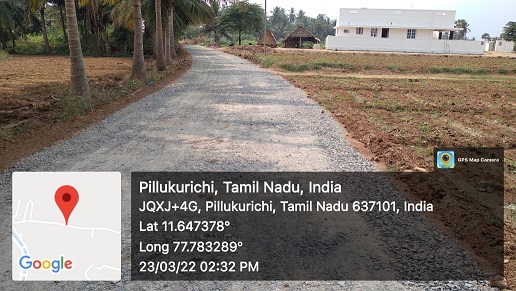 GPS Map Camera
Pillukurichi, Tamil Nadu, India
JQXJ+4G, Pillukurichi, Tamil Nadu 637101, India
Lat 11.647378°
Long 77.783289°
23/03/22 02:32 PM
Google